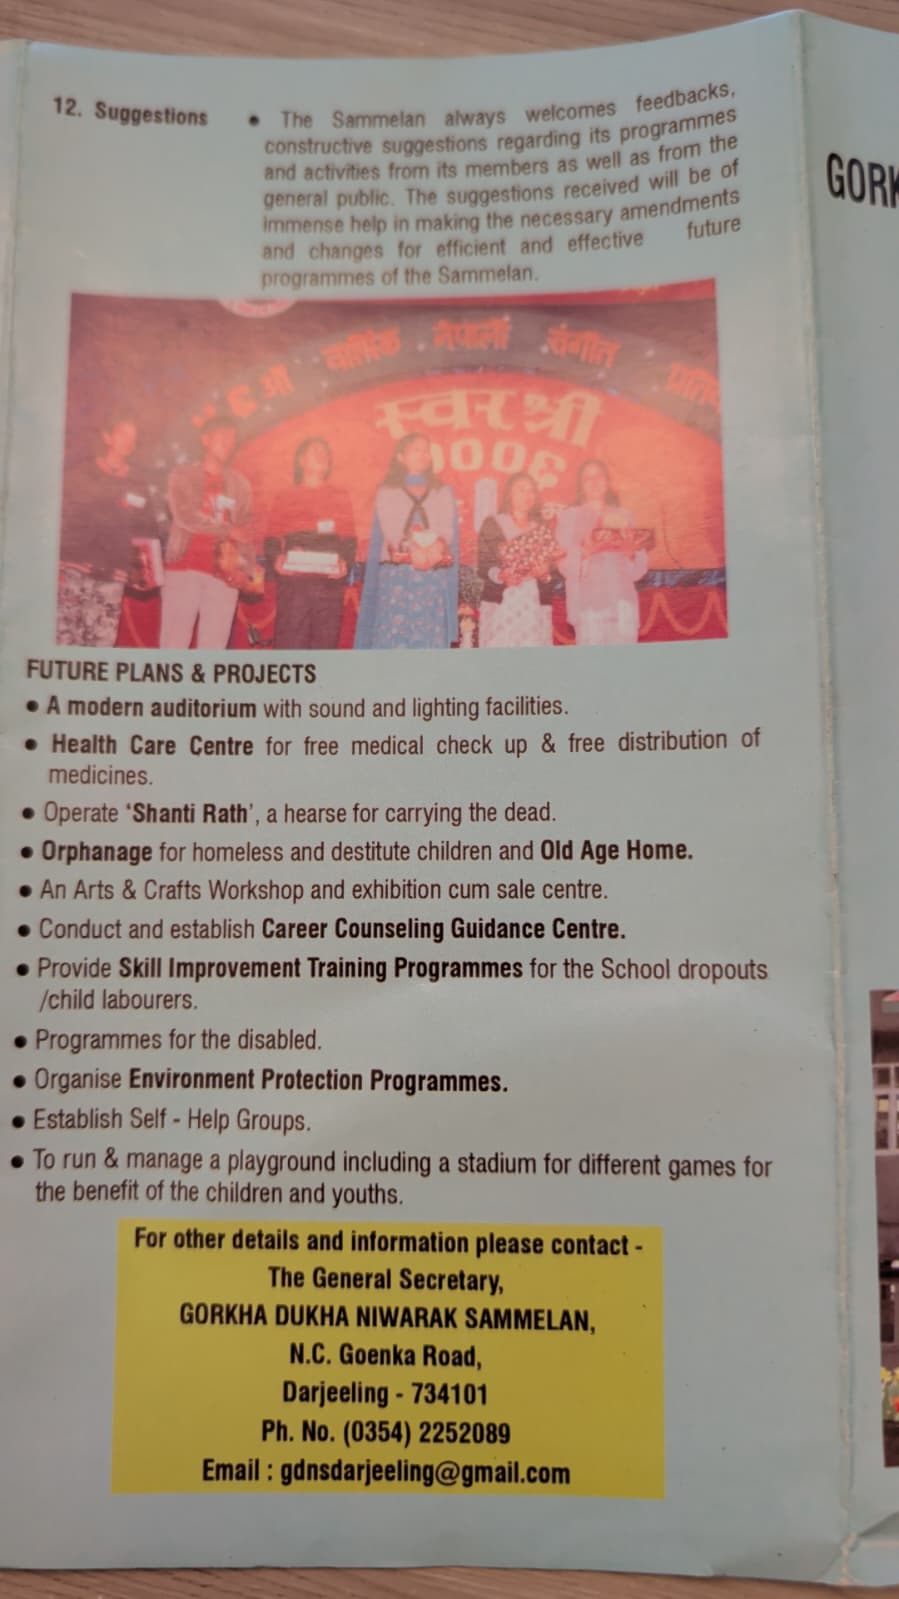 12. Suggestions
• The Sammelan always welcomes feedbacks,
constructive suggestions regarding its programmes
and activities from its members as well as from the
general public. The suggestions received will be of
immense help in making the necessary amendments
and changes for efficient and effective future
programmes of the Sammelan.
वार्षिक नेपाली संगीत
स्वर श्री
FUTURE PLANS & PROJECTS
• A modern auditorium with sound and lighting facilities.
• Health Care Centre for free medical check up & free distribution of
medicines.
• Operate ‘Shanti Rath’, a hearse for carrying the dead.
• Orphanage for homeless and destitute children and Old Age Home.
• An Arts & Crafts Workshop and exhibition cum sale centre.
• Conduct and establish Career Counseling Guidance Centre.
• Provide Skill Improvement Training Programmes for the School dropouts
/child labourers.
• Programmes for the disabled.
• Organise Environment Protection Programmes.
• Establish Self - Help Groups.
• To run & manage a playground including a stadium for different games for
the benefit of the children and youths.
For other details and information please contact -
The General Secretary,
GORKHA DUKHA NIWARAK SAMMELAN,
N.C. Goenka Road,
Darjeeling - 734101
Ph. No. (0354) 2252089
Email : gdnsdarjeeling@gmail.com
GORK